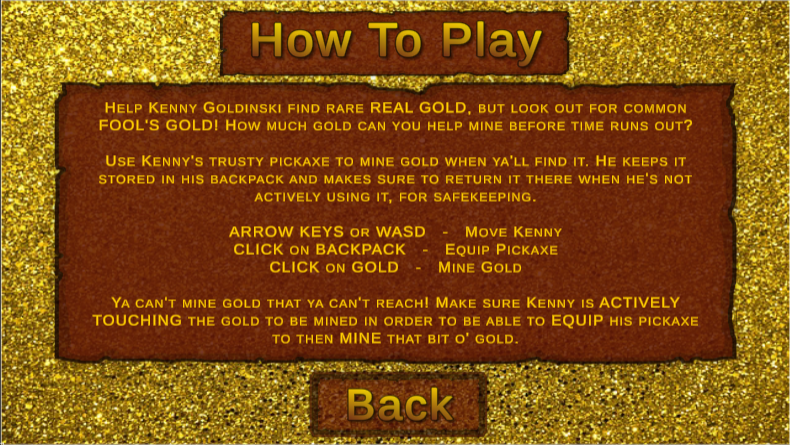 How To Play
Help Kenny Goldinski find rare REAL GOLD, but look out for common
FOOL'S GOLD! How much gold can you help mine before time runs out?
Use Kenny's trusty pickaxe to mine gold when ya'll find it. He keeps it
stored in his backpack and makes sure to return it there when he's not
actively using it, for safekeeping.
ARROW KEYS or WASD - Move Kenny
CLICK on BACKPACK - Equip Pickaxe
CLICK on GOLD - Mine Gold
Ya can't mine gold that ya can't reach! Make sure Kenny is ACTIVELY
TOUCHING the gold to be mined in order to be able to EQUIP his pickaxe
to then MINE that bit o' gold.
Back